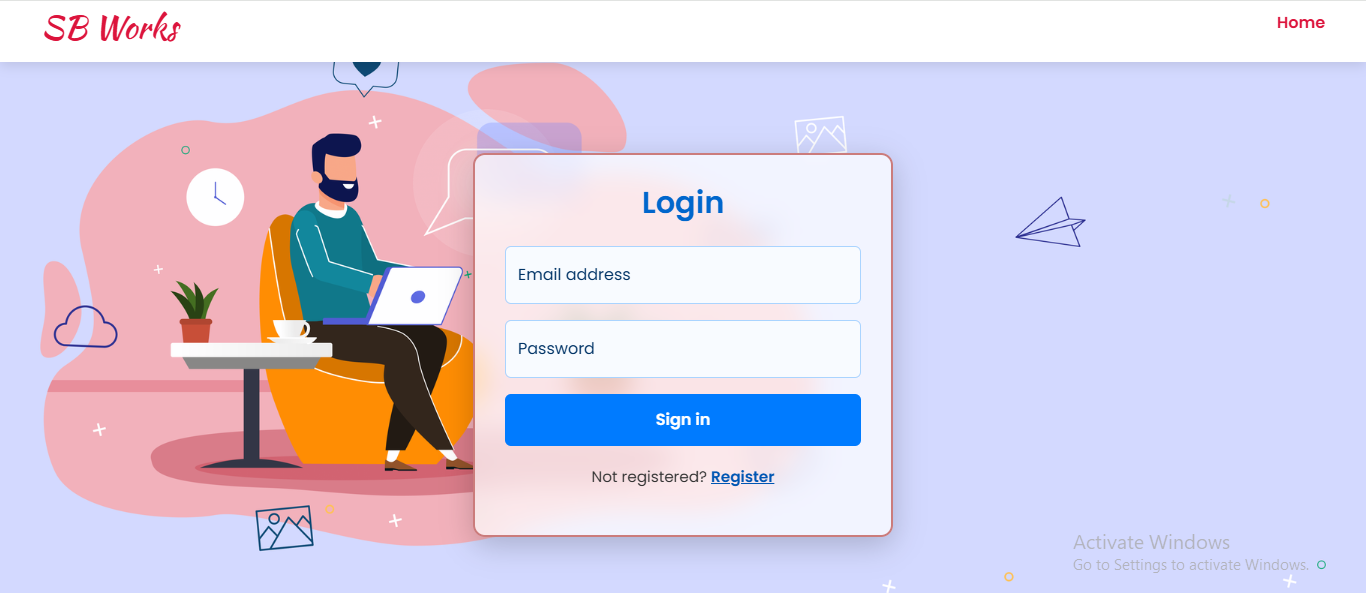 SB Works
Home
Login
Email address
Password
Sign in
Not registered? Register
Activate Windows
Go to Settings to activate Windows.